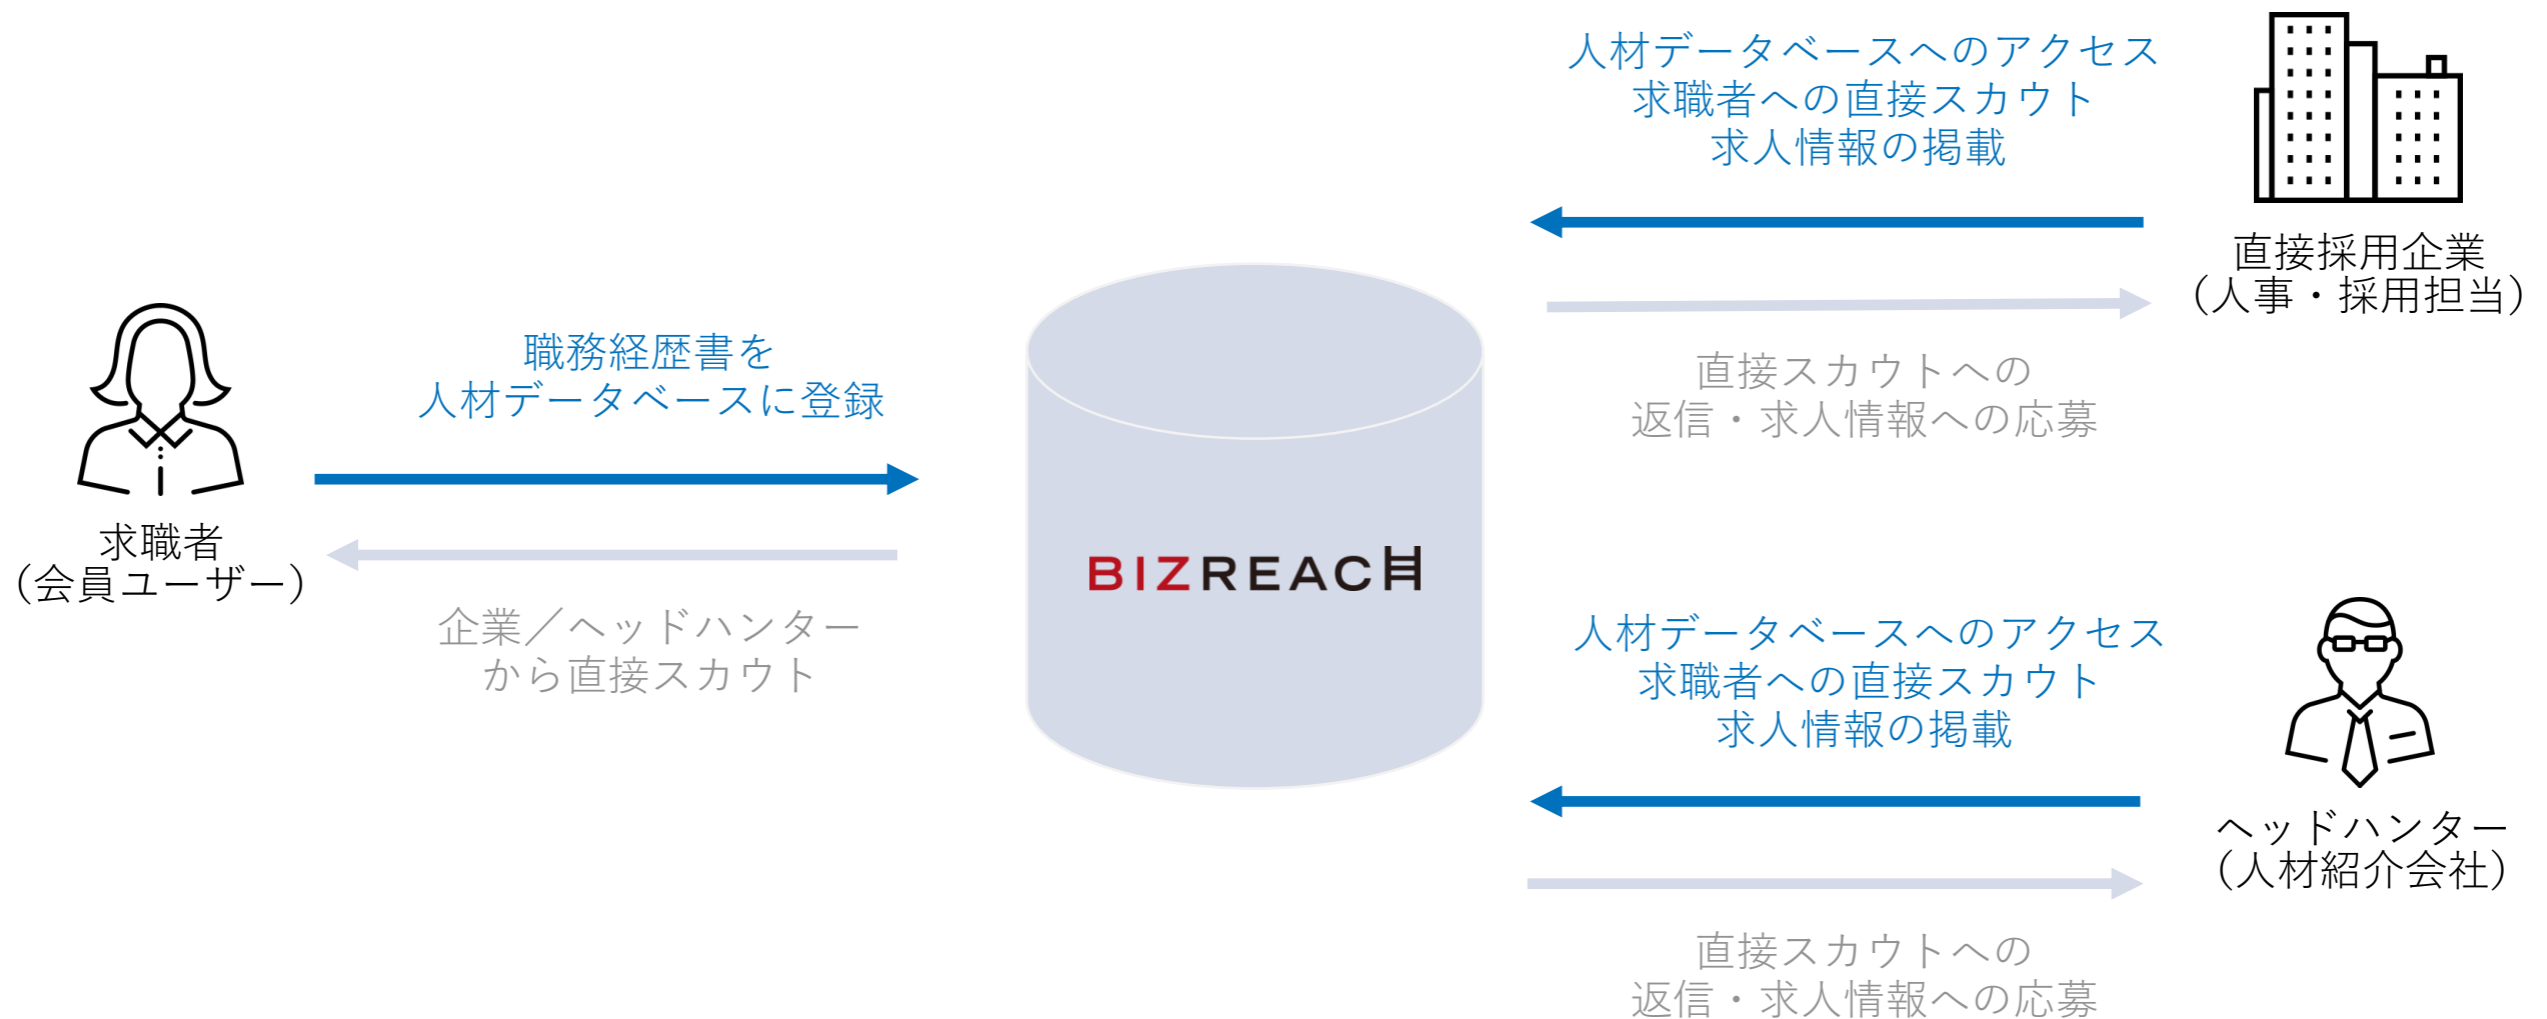 職務経歴書を
人材データベースに登録
求職者
（会員ユーザー）
企業／ヘッドハンター
から直接スカウト
BIZREACH
人材データベースへのアクセス
求職者への直接スカウト
求人情報の掲載
直接採用企業
（人事・採用担当）
直接スカウトへの
返信・求人情報への応募
人材データベースへのアクセス
求職者への直接スカウト
求人情報の掲載
ヘッドハンター
（人材紹介会社）
直接スカウトへの
返信・求人情報への応募